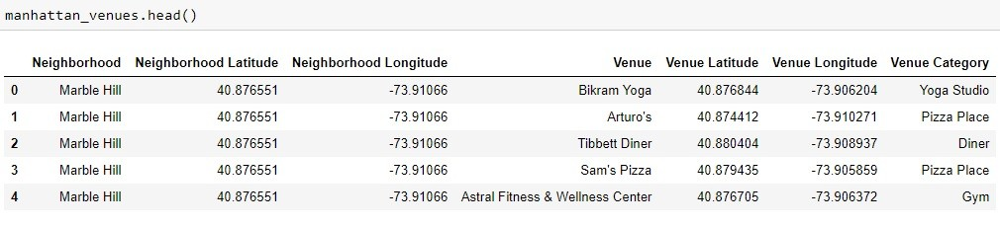 manhattan_venues.head()
Neighborhood Neighborhood Latitude Neighborhood Longitude Venue Venue Latitude Venue Longitude Venue Category
0 Marble Hill 40.876551 -73.91066 Bikram Yoga 40.876844 -73.906204 Yoga Studio
1 Marble Hill 40.876551 -73.91066 Arturo's 40.874412 -73.910271 Pizza Place
2 Marble Hill 40.876551 -73.91066 Tibbett Diner 40.880404 -73.908937 Diner
3 Marble Hill 40.876551 -73.91066 Sam's Pizza 40.879435 -73.905859 Pizza Place
4 Marble Hill 40.876551 -73.91066 Astral Fitness & Wellness Center 40.876705 -73.906372 Gym